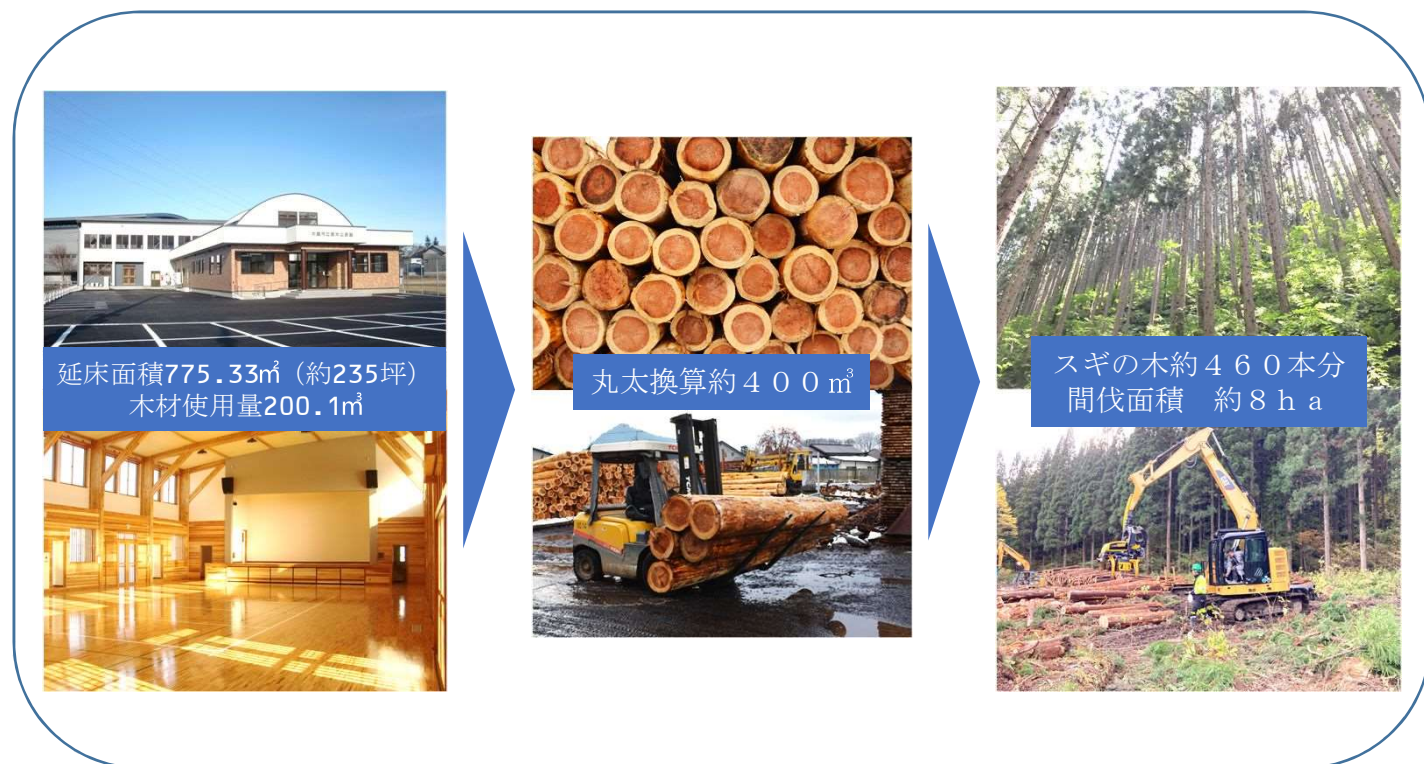 延床面積775.33㎡（約235坪）
木材使用量200.1㎥
丸太換算約４００㎥
スギの木約４６０本分
間伐面積　約８ｈａ